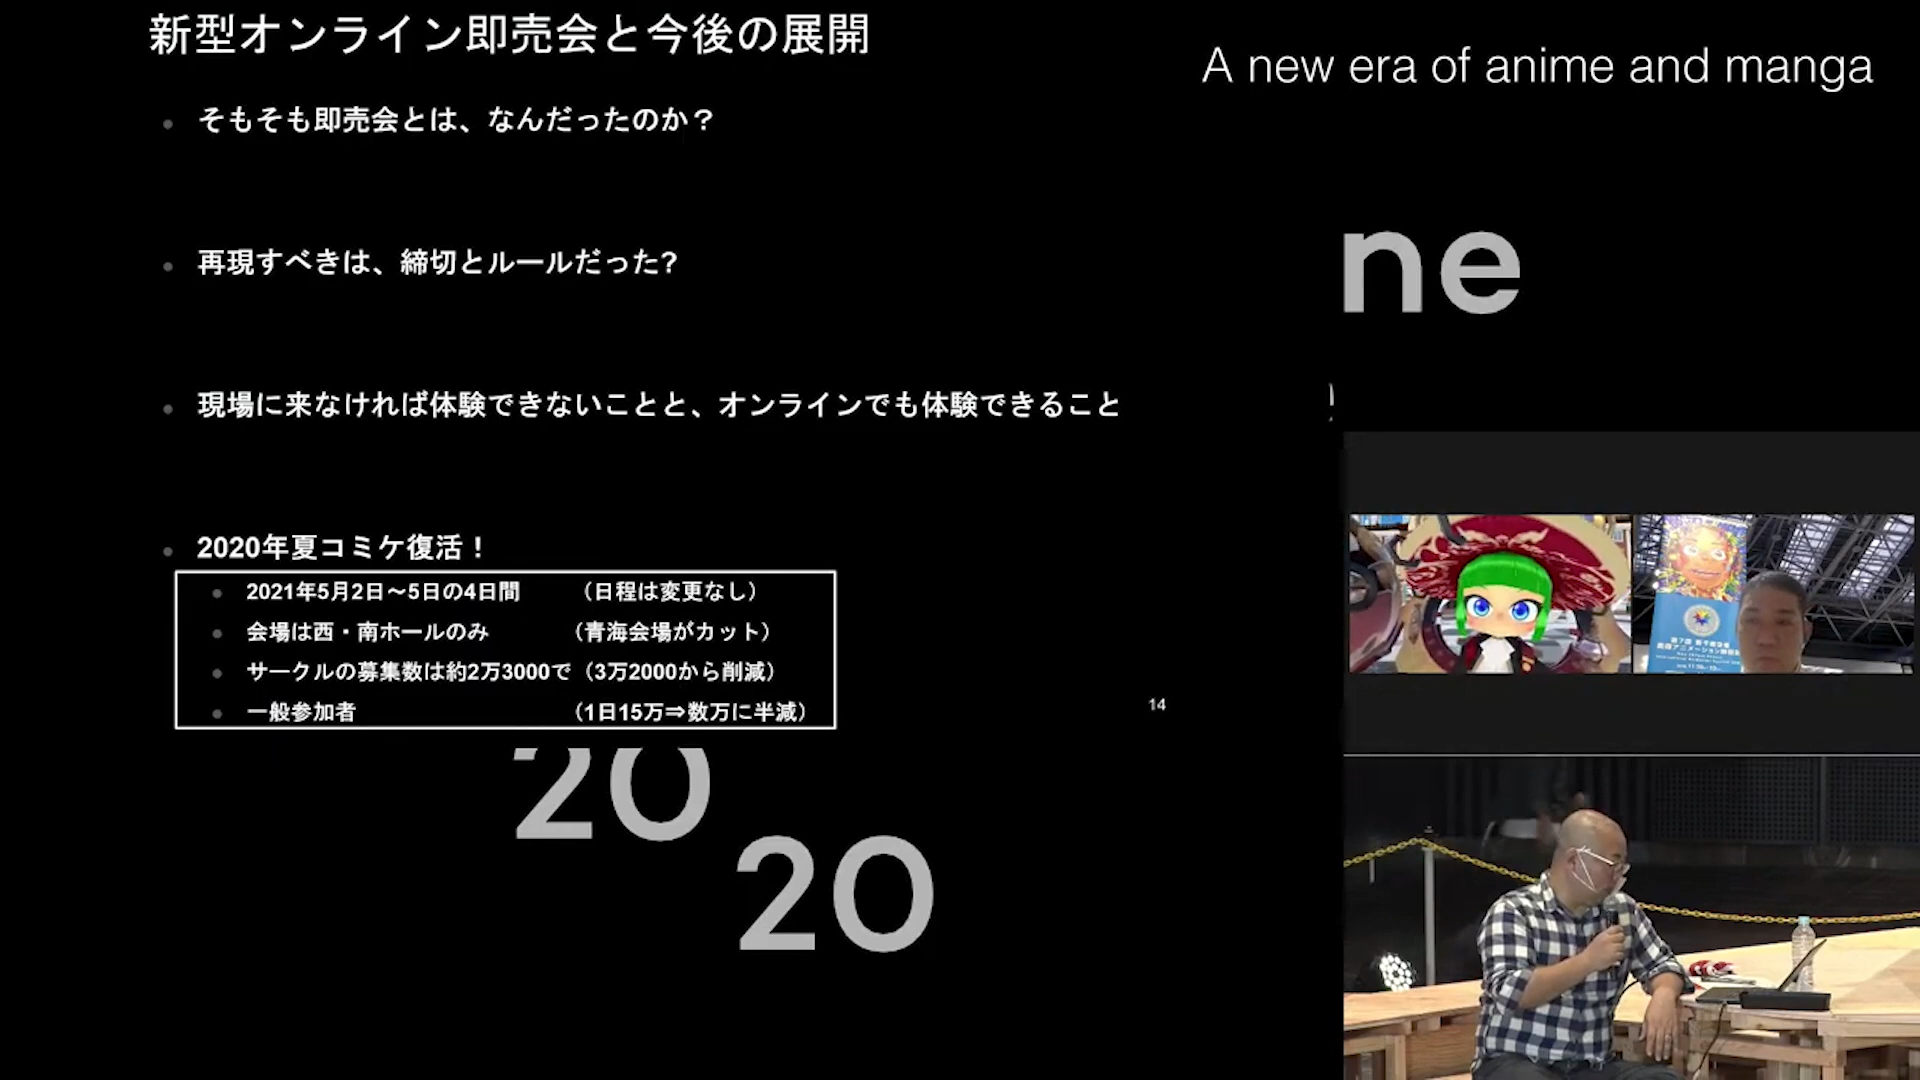 新型オンライン即売会と今後の展開
A new era of anime and manga
そもそも即売会とは、なんだったのか？
再現すべきは、締切とルールだった?
ne
現場に来なければ体験できないことと、オンラインでも体験できること
2020年夏コミケ復活！
2021年5月2日～5日の4日間 （日程は変更なし）
会場は西・南ホールのみ （青海会場がカット）
サークルの募集数は約2万3000で（3万2000から削減）
一般参加者 （1日15万⇒数万に半減）
14
20
20